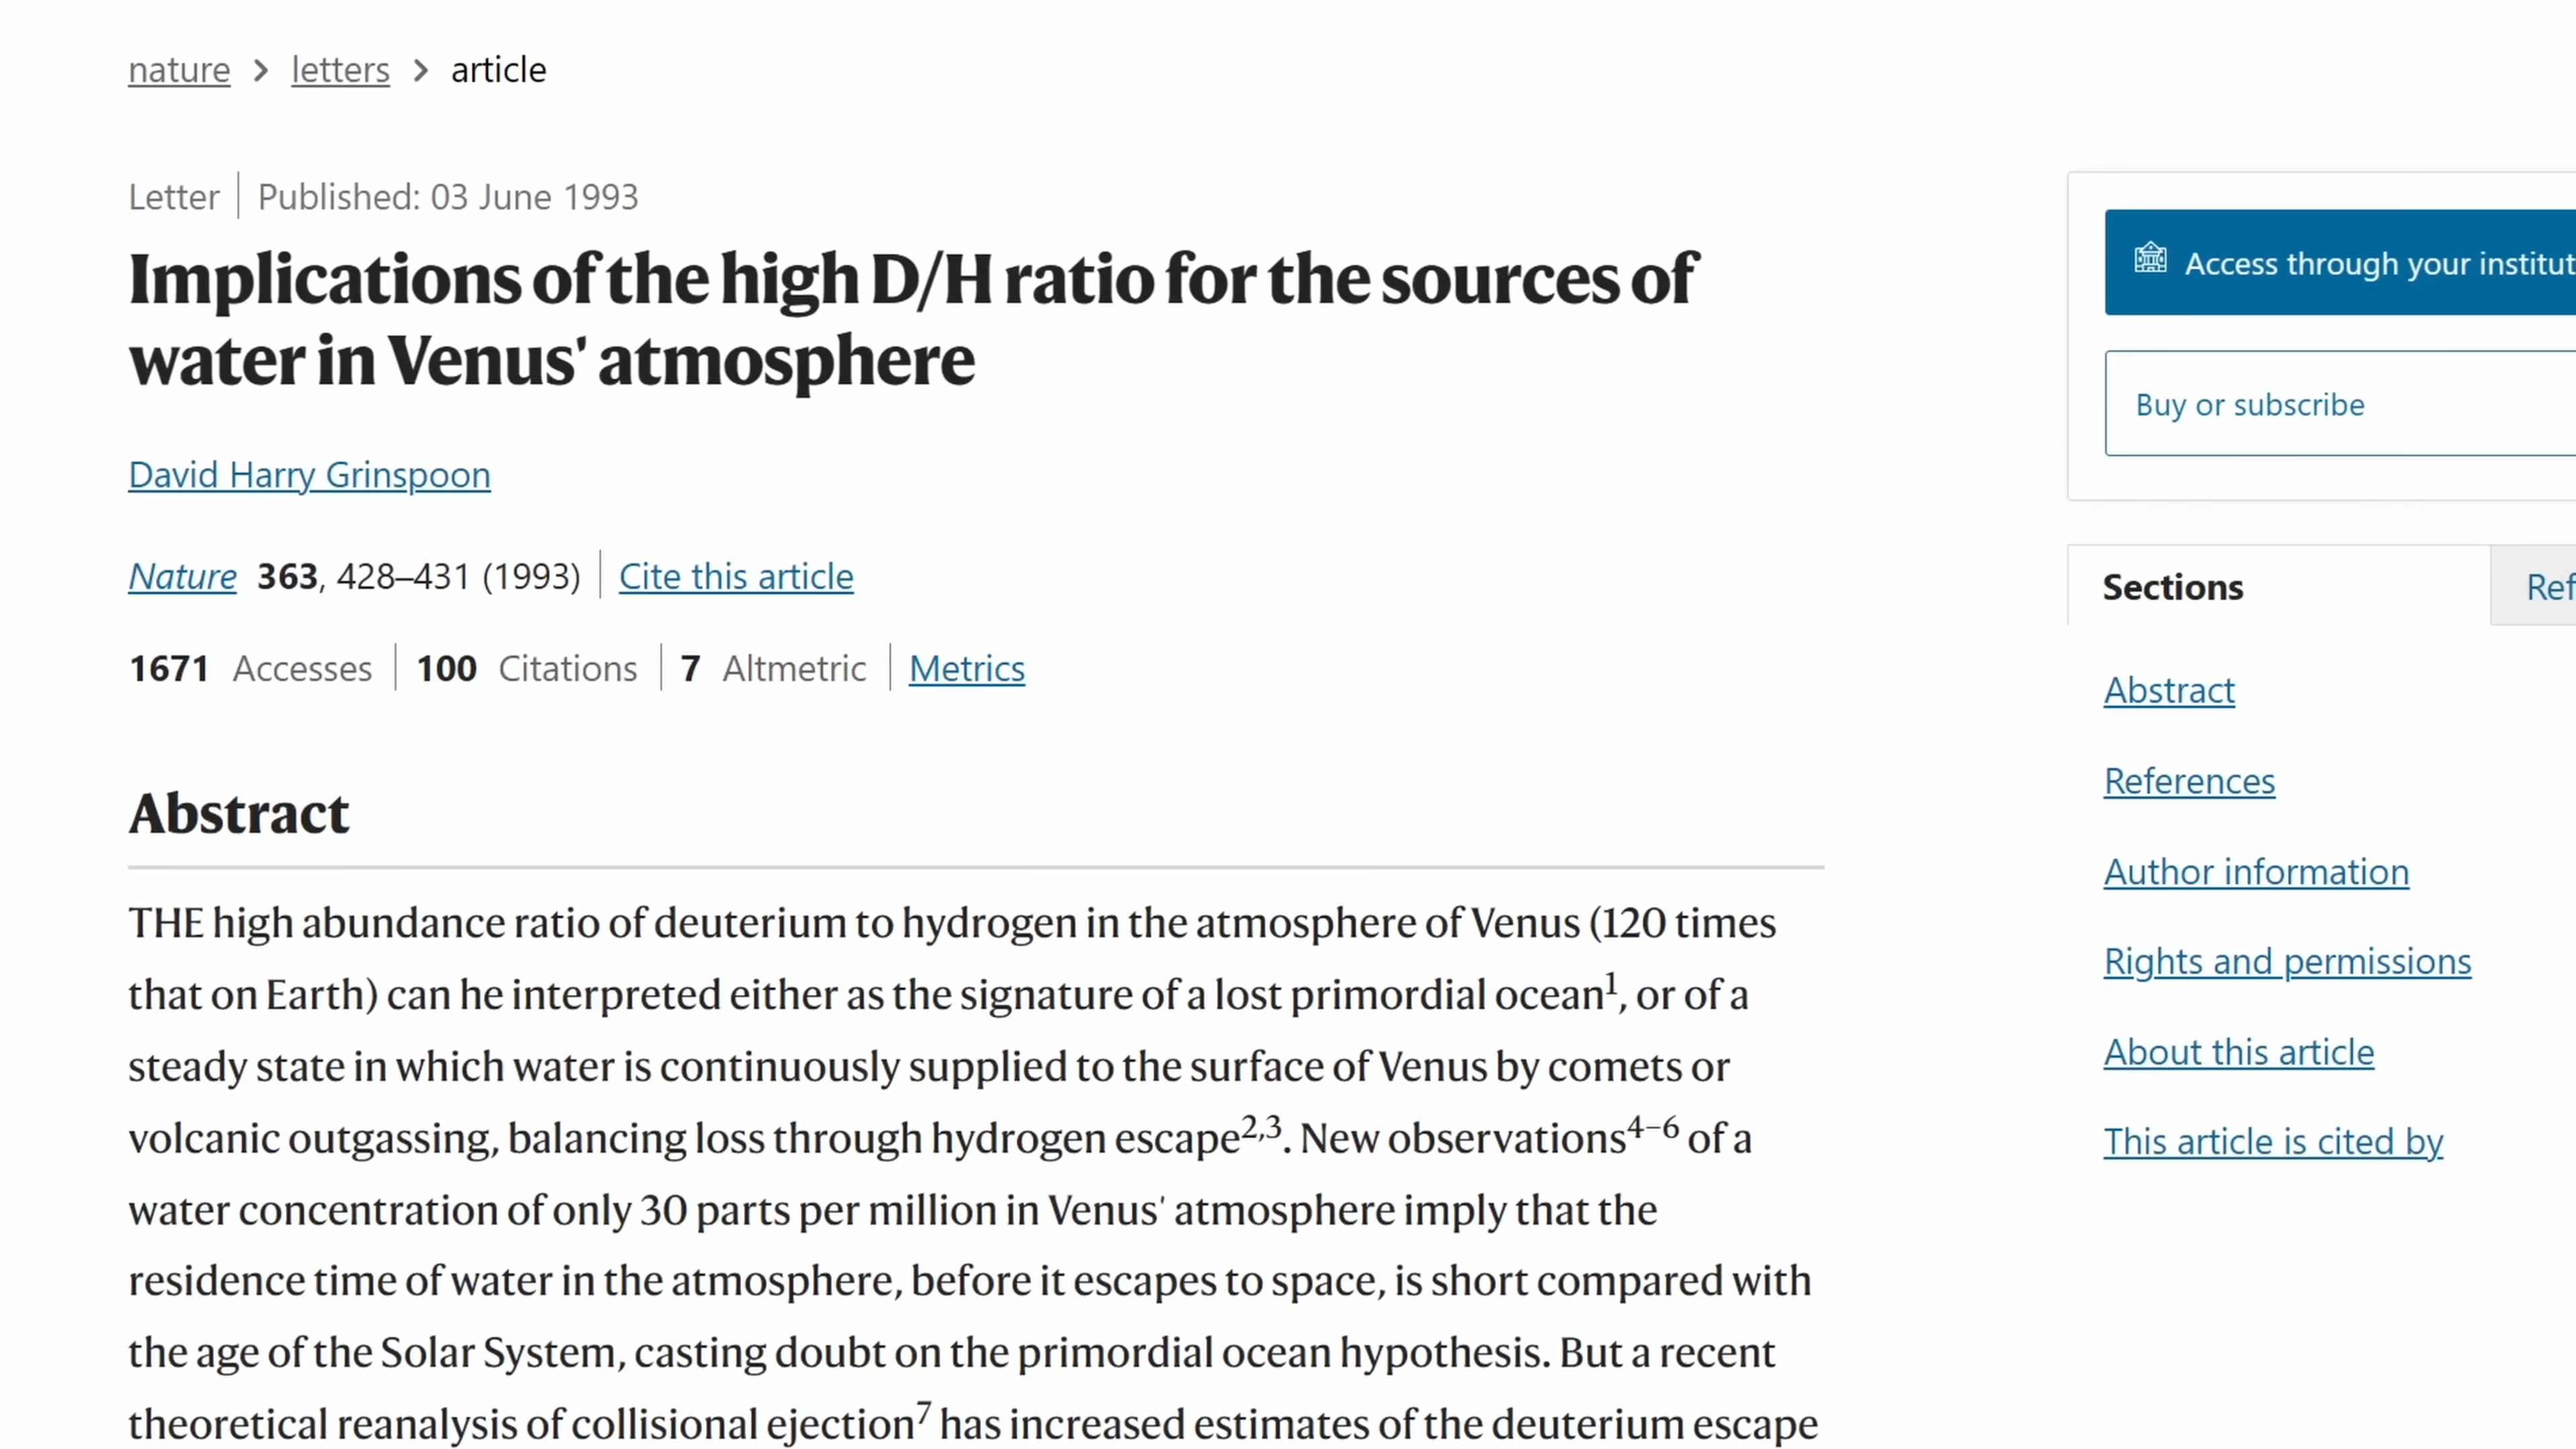 nature > letters > article
Letter | Published: 03 June 1993
Implications of the high D/H ratio for the sources of
water in Venus' atmosphere
David Harry Grinspoon
Nature 363, 428–431 (1993) | Cite this article
1671 Accesses | 100 Citations | 7 Altmetric | Metrics
Abstract
THE high abundance ratio of deuterium to hydrogen in the atmosphere of Venus (120 times
that on Earth) can he interpreted either as the signature of a lost primordial ocean1, or of a
steady state in which water is continuously supplied to the surface of Venus by comets or
volcanic outgassing, balancing loss through hydrogen escape2,3. New observations4–6 of a
water concentration of only 30 parts per million in Venus' atmosphere imply that the
residence time of water in the atmosphere, before it escapes to space, is short compared with
the age of the Solar System, casting doubt on the primordial ocean hypothesis. But a recent
theoretical reanalysis of collisional ejection7 has increased estimates of the deuterium escape
Access through your institut
Buy or subscribe
Sections
Ref
Abstract
References
Author information
Rights and permissions
About this article
This article is cited by